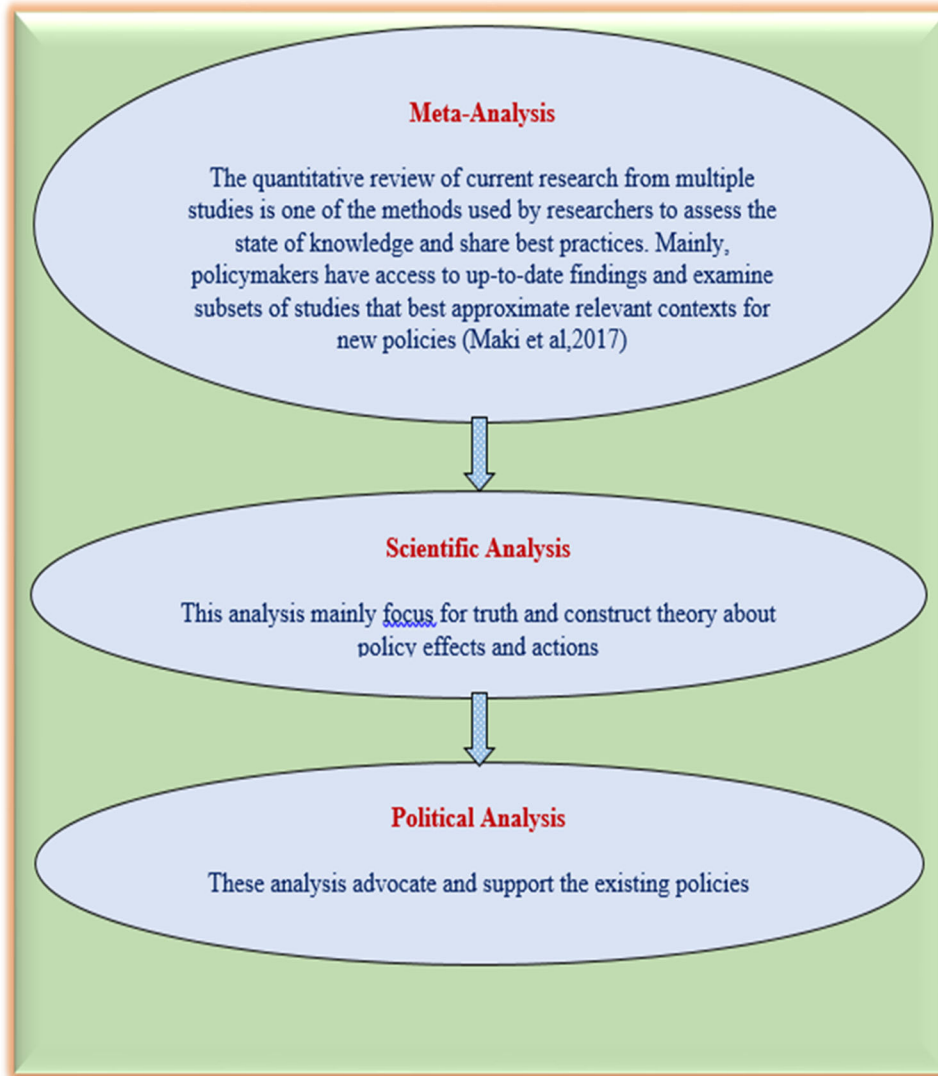 Meta-Analysis
The quantitative review of current research from multiple
studies is one of the methods used by researchers to assess the
state of knowledge and share best practices. Mainly,
policymakers have access to up-to-date findings and examine
subsets of studies that best approximate relevant contexts for
new policies (Maki et al,2017)
Scientific Analysis
This analysis mainly focus for truth and construct theory about
policy effects and actions
Political Analysis
These analysis advocate and support the existing policies